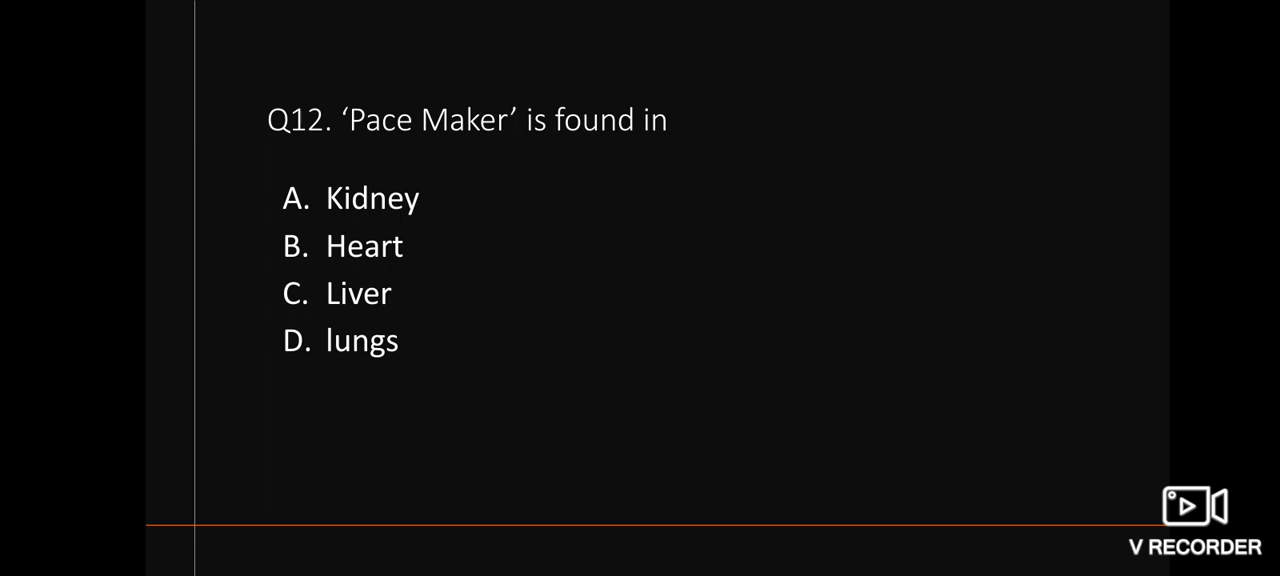 Q12. ‘Pace Maker’ is found in
A. Kidney
B. Heart
C. Liver
D. lungs
V RECORDER